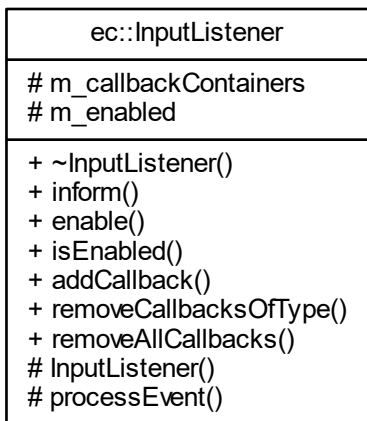 ec::InputListener
# m_callbackContainers
# m_enabled
+ ~InputListener()
+ inform()
+ enable()
+ isEnabled()
+ addCallback()
+ removeCallbacksOfType()
+ removeAllCallbacks()
# InputListener()
# processEvent()